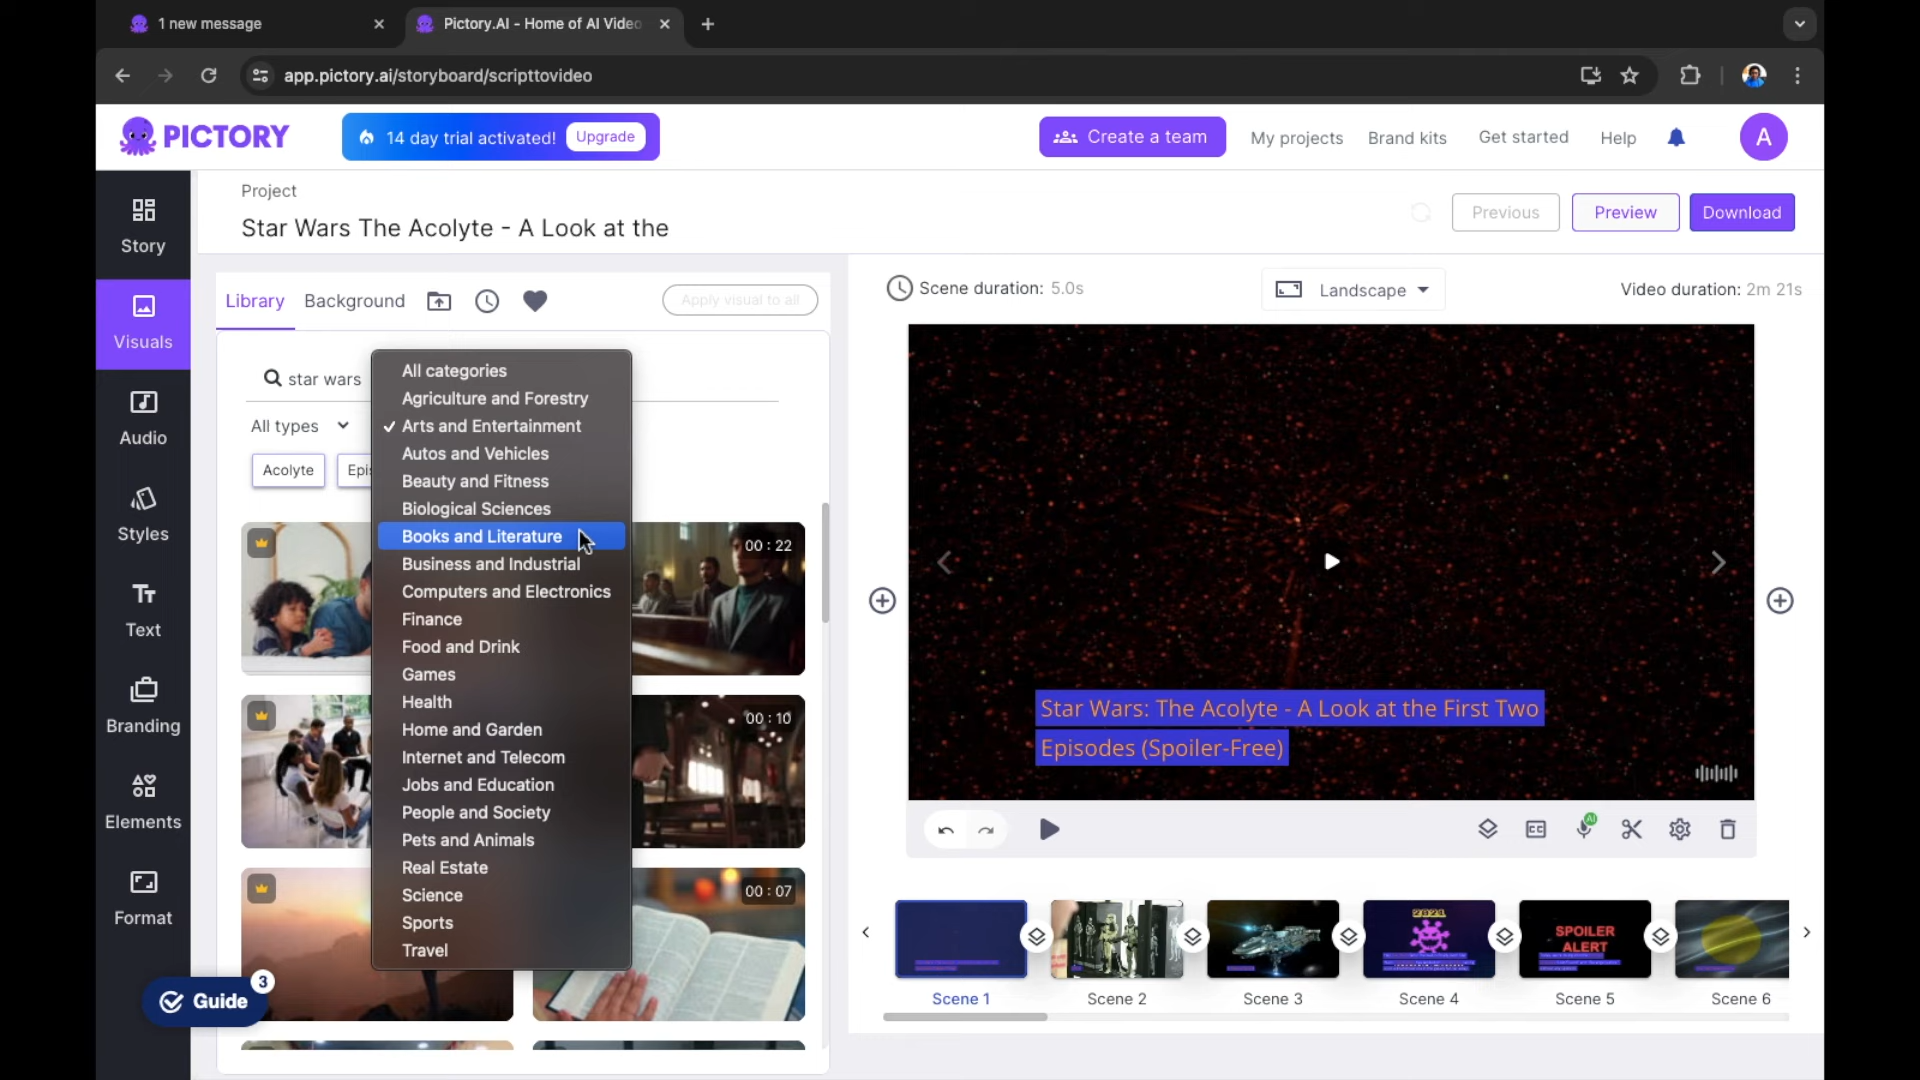 1 new message
Pictory.AI - Home of AI Video
app.pictory.ai/storyboard/scripttovideo
PICTORY
14 day trial activated!
Upgrade
Create a team
My projects
Brand kits
Get started
Help
A
Project
Star Wars The Acolyte - A Look at the
Previous
Preview
Download
Story
Visuals
Audio
Styles
Text
Branding
Elements
Format
Guide
3
Library
Background
Apply visual to all
star wars
All types
Acolyte
Epi
All categories
Agriculture and Forestry
✓ Arts and Entertainment
Autos and Vehicles
Beauty and Fitness
Biological Sciences
Books and Literature
Business and Industrial
Computers and Electronics
Finance
Food and Drink
Games
Health
Home and Garden
Internet and Telecom
Jobs and Education
People and Society
Pets and Animals
Real Estate
Science
Sports
Travel
00 : 22
00 : 10
00 : 07
Scene duration: 5.0s
Landscape
Video duration: 2m 21s
Star Wars: The Acolyte - A Look at the First Two
Episodes (Spoiler-Free)
CC
AI
2021
SPOILER
ALERT
Scene 1
Scene 2
Scene 3
Scene 4
Scene 5
Scene 6